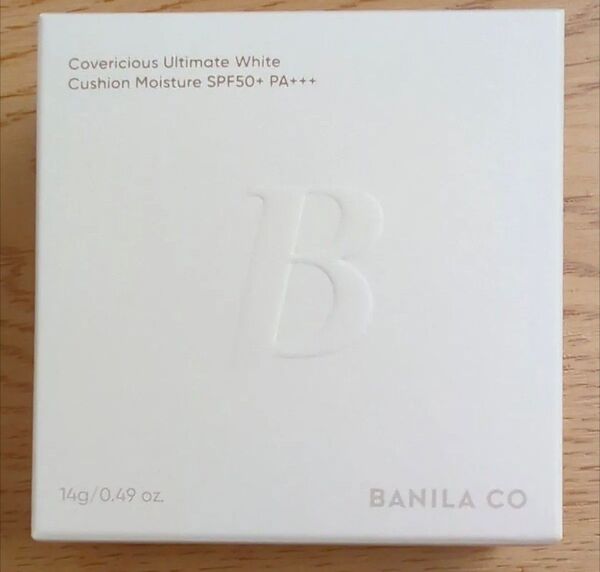 Covericious Ultimate White
Cushion Moisture SPF50+ PA+++
B
14g/0.49 oz.
BANILA CO